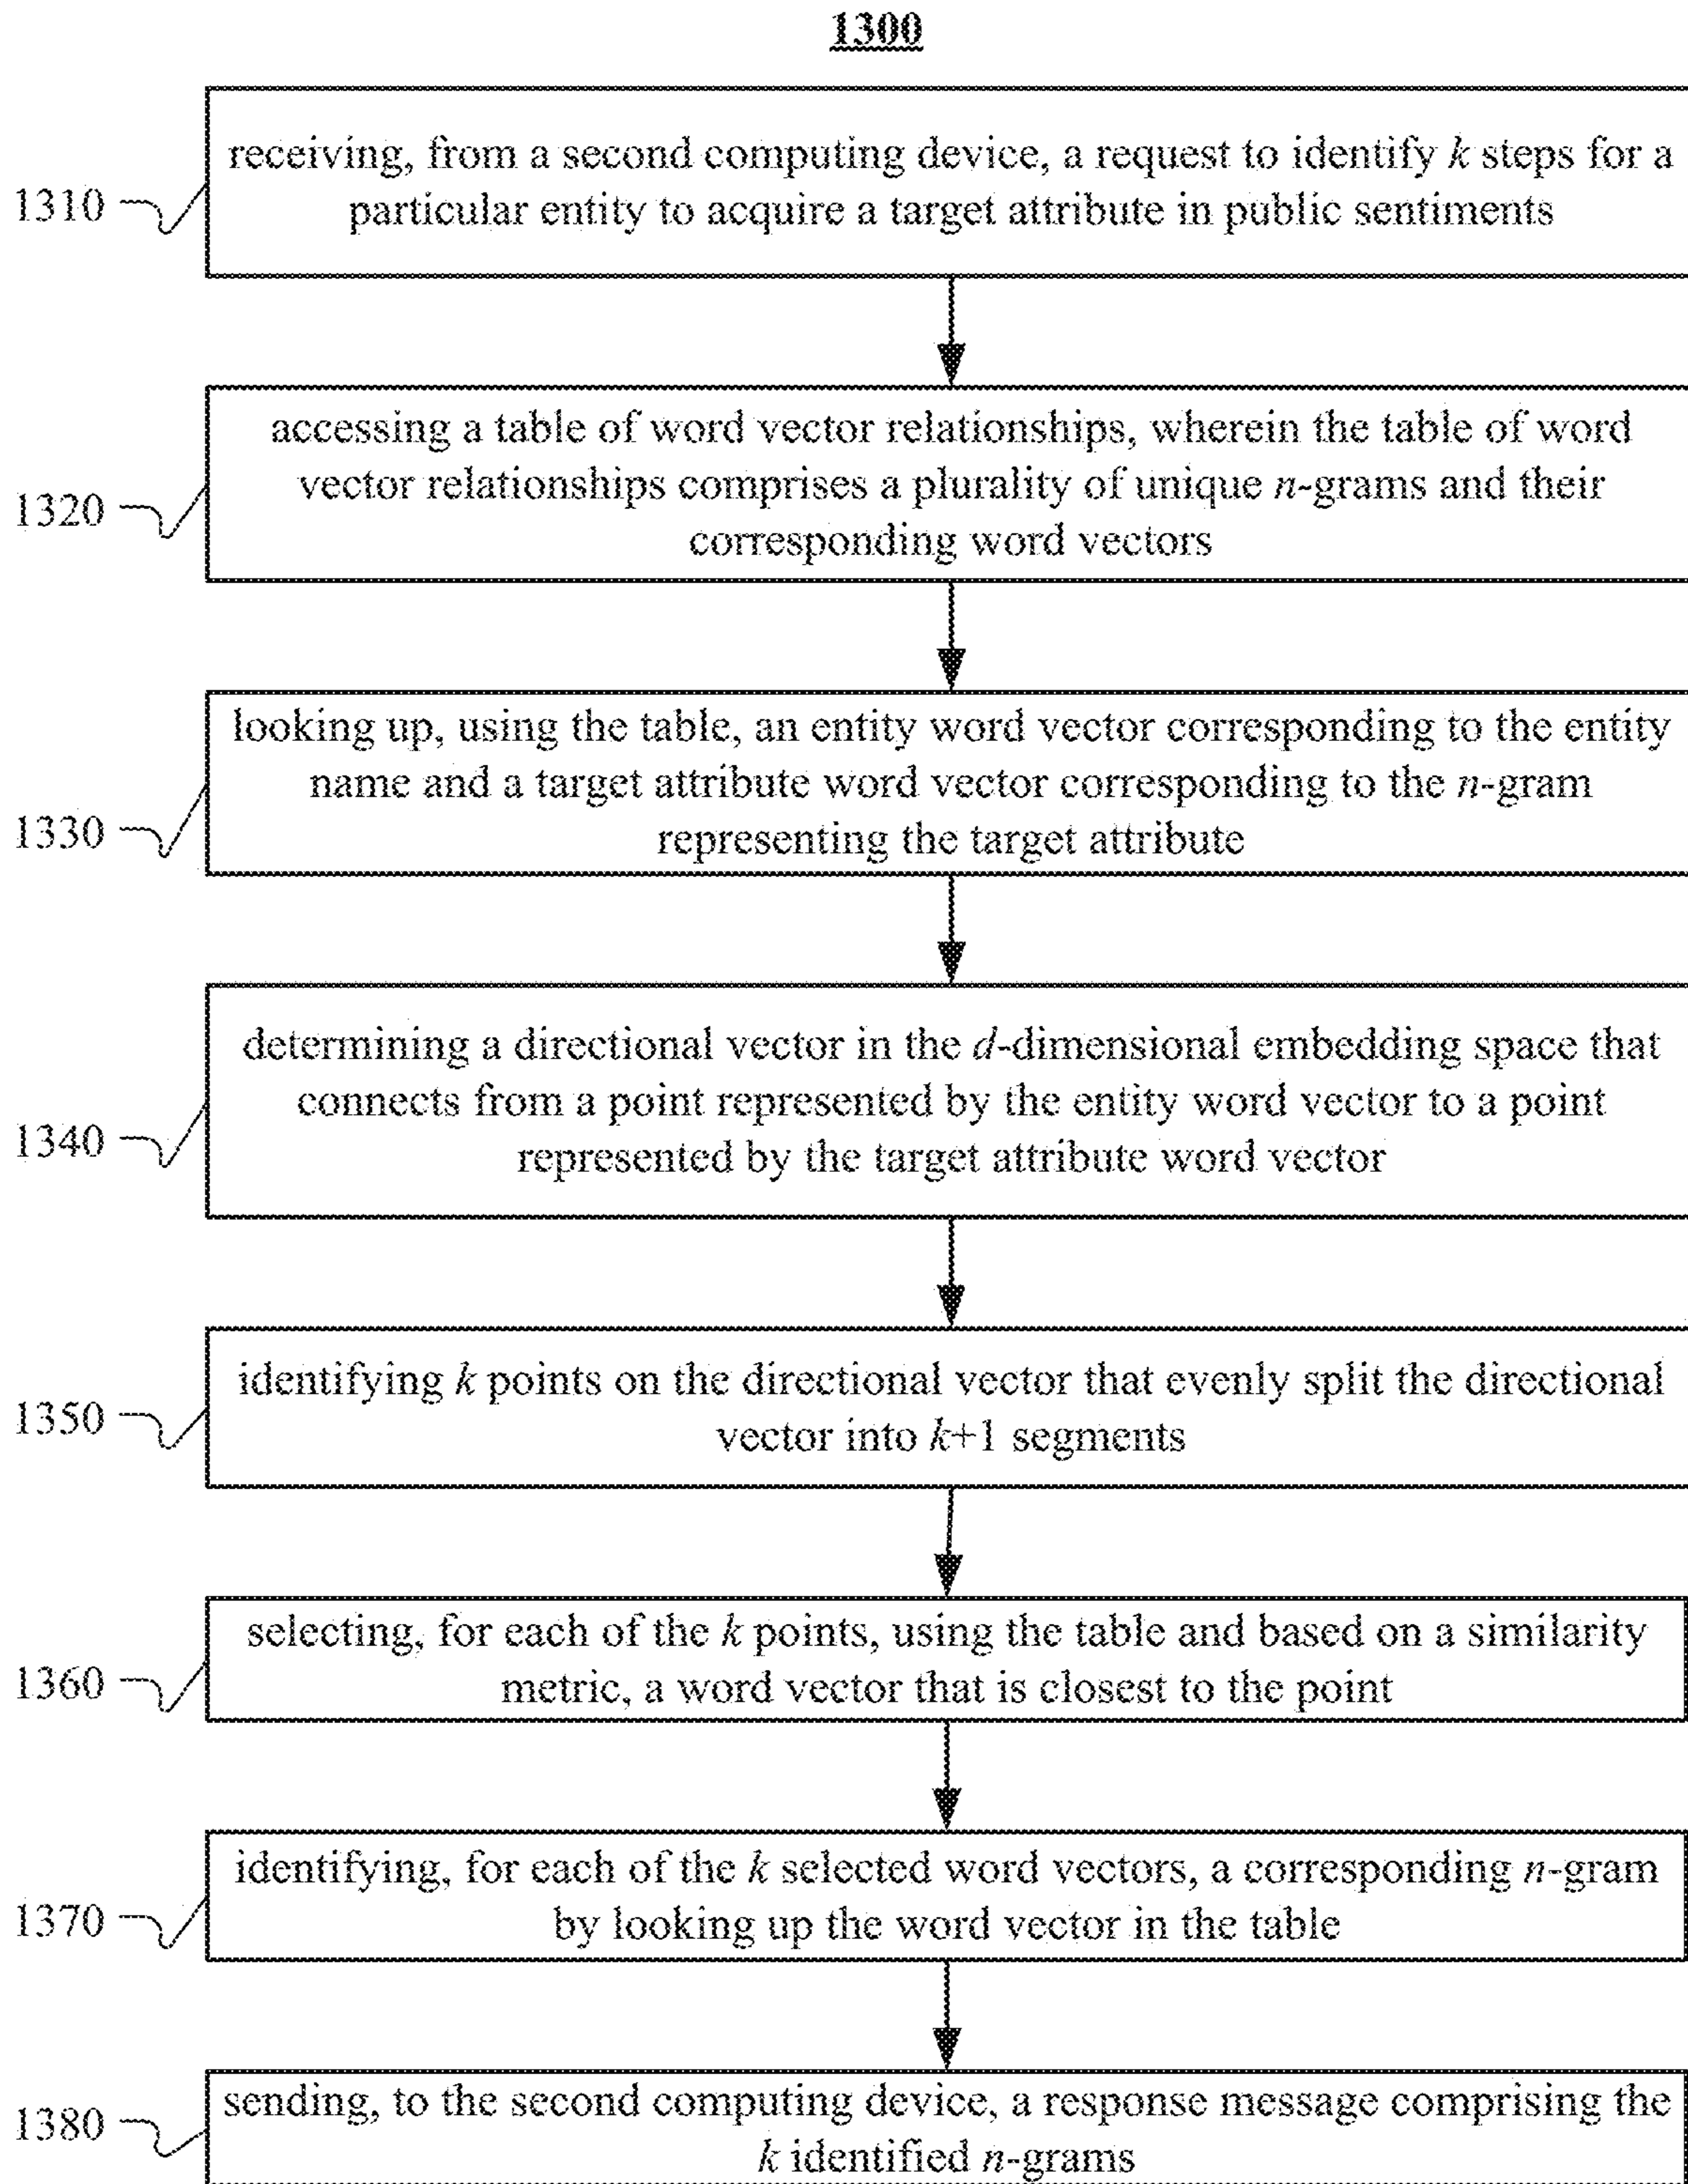 1300
receiving, from a second computing device, a request to identify k steps for a
particular entity to acquire a target attribute in public sentiments
1310
accessing a table of word vector relationships, wherein the table of word
vector relationships comprises a plurality of unique n-grams and their
corresponding word vectors
1320
looking up, using the table, an entity word vector corresponding to the entity
name and a target attribute word vector corresponding to the n-gram
representing the target attribute
1330
determining a directional vector in the d-dimensional embedding space that
connects from a point represented by the entity word vector to a point
represented by the target attribute word vector
1340
identifying k points on the directional vector that evenly split the directional
vector into k+1 segments
1350
selecting, for each of the k points, using the table and based on a similarity
metric, a word vector that is closest to the point
1360
identifying, for each of the k selected word vectors, a corresponding n-gram
by looking up the word vector in the table
1370
sending, to the second computing device, a response message comprising the
k identified n-grams
1380